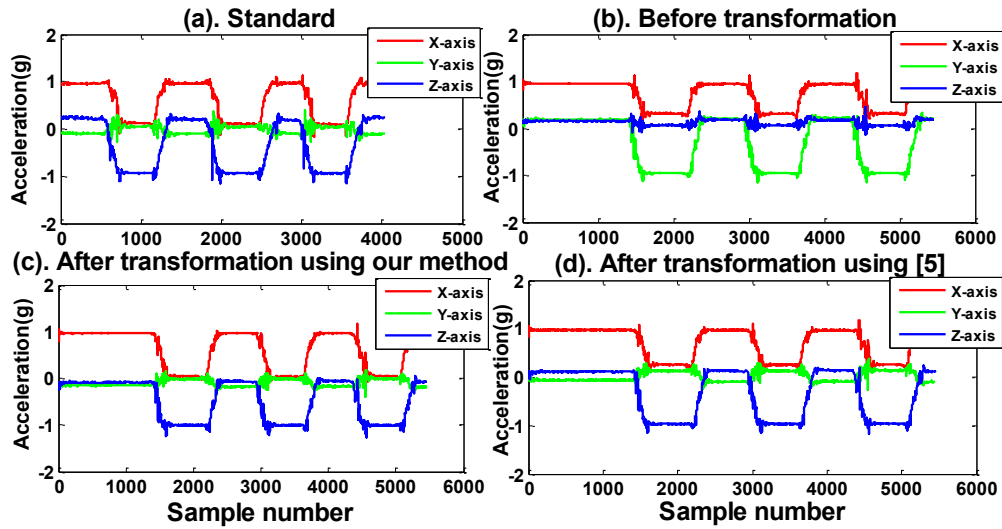 (a). Standard
Acceleration(g)
2
1
0
-1
-2
0 1000 2000 3000 4000 5000
X-axis
Y-axis
Z-axis
(b). Before transformation
Acceleration(g)
2
1
0
-1
-2
0 1000 2000 3000 4000 5000 6000
X-axis
Y-axis
Z-axis
(c). After transformation using our method
Acceleration(g)
2
1
0
-1
-2
0 1000 2000 3000 4000 5000 6000
Sample number
X-axis
Y-axis
Z-axis
(d). After transformation using [5]
Acceleration(g)
2
1
0
-1
-2
0 1000 2000 3000 4000 5000 6000
Sample number
X-axis
Y-axis
Z-axis